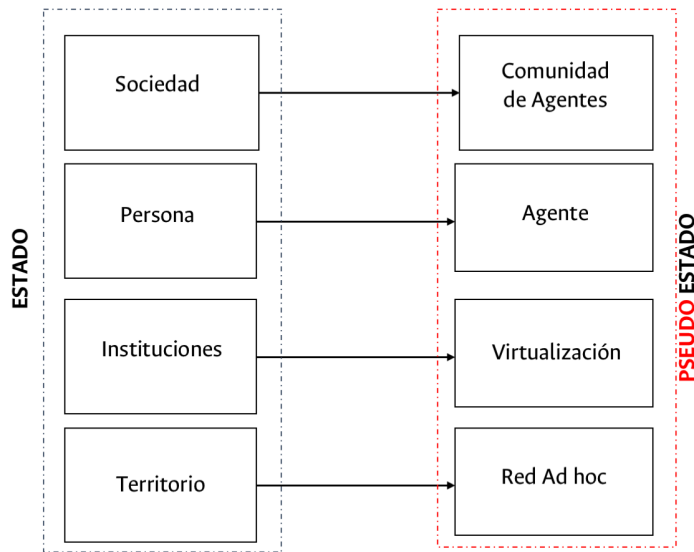 Sociedad
Comunidad
de Agentes
Persona
Agente
ESTADO
PSEUDO ESTADO
Instituciones
Virtualización
Territorio
Red Ad hoc